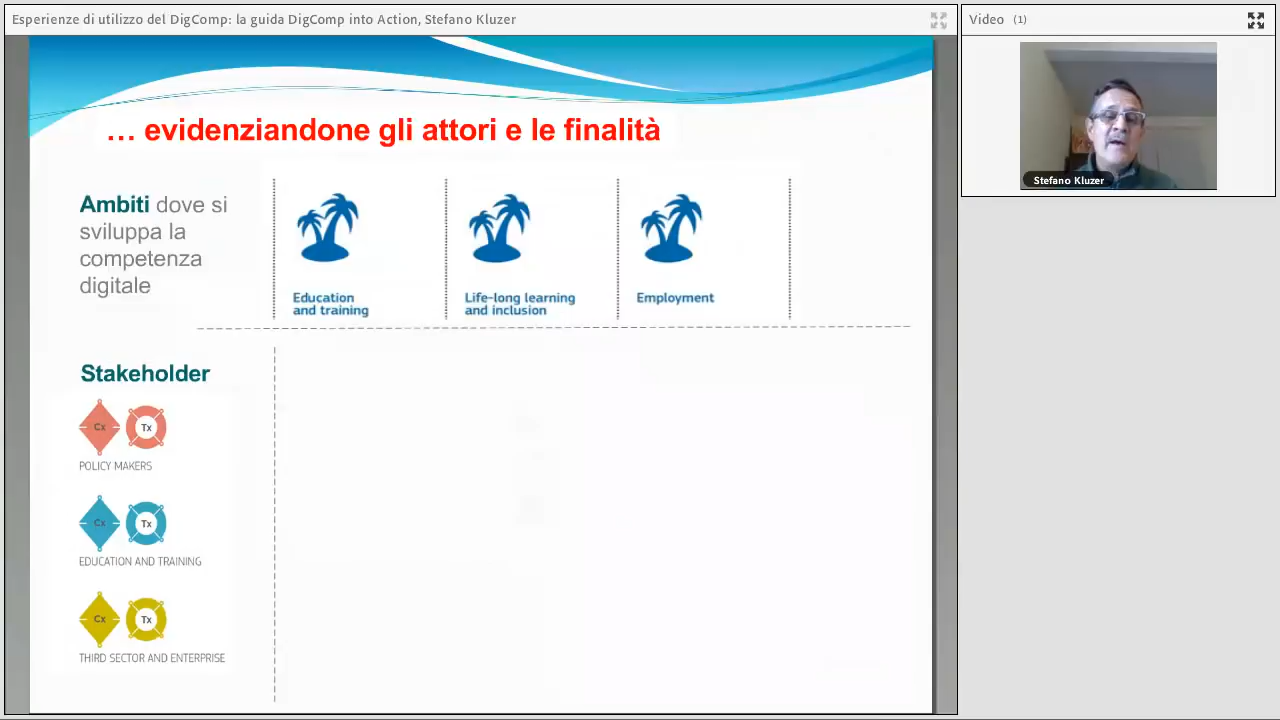 Esperienze di utilizzo del DigComp: la guida DigComp into Action, Stefano Kluzer
Video (1)
Stefano Kluzer
… evidenziandone gli attori e le finalità
Ambiti dove si
sviluppa la
competenza
digitale
Education
and training
Life-long learning
and inclusion
Employment
Stakeholder
Cx Tx
POLICY MAKERS
Cx Tx
EDUCATION AND TRAINING
Cx Tx
THIRD SECTOR AND ENTERPRISE